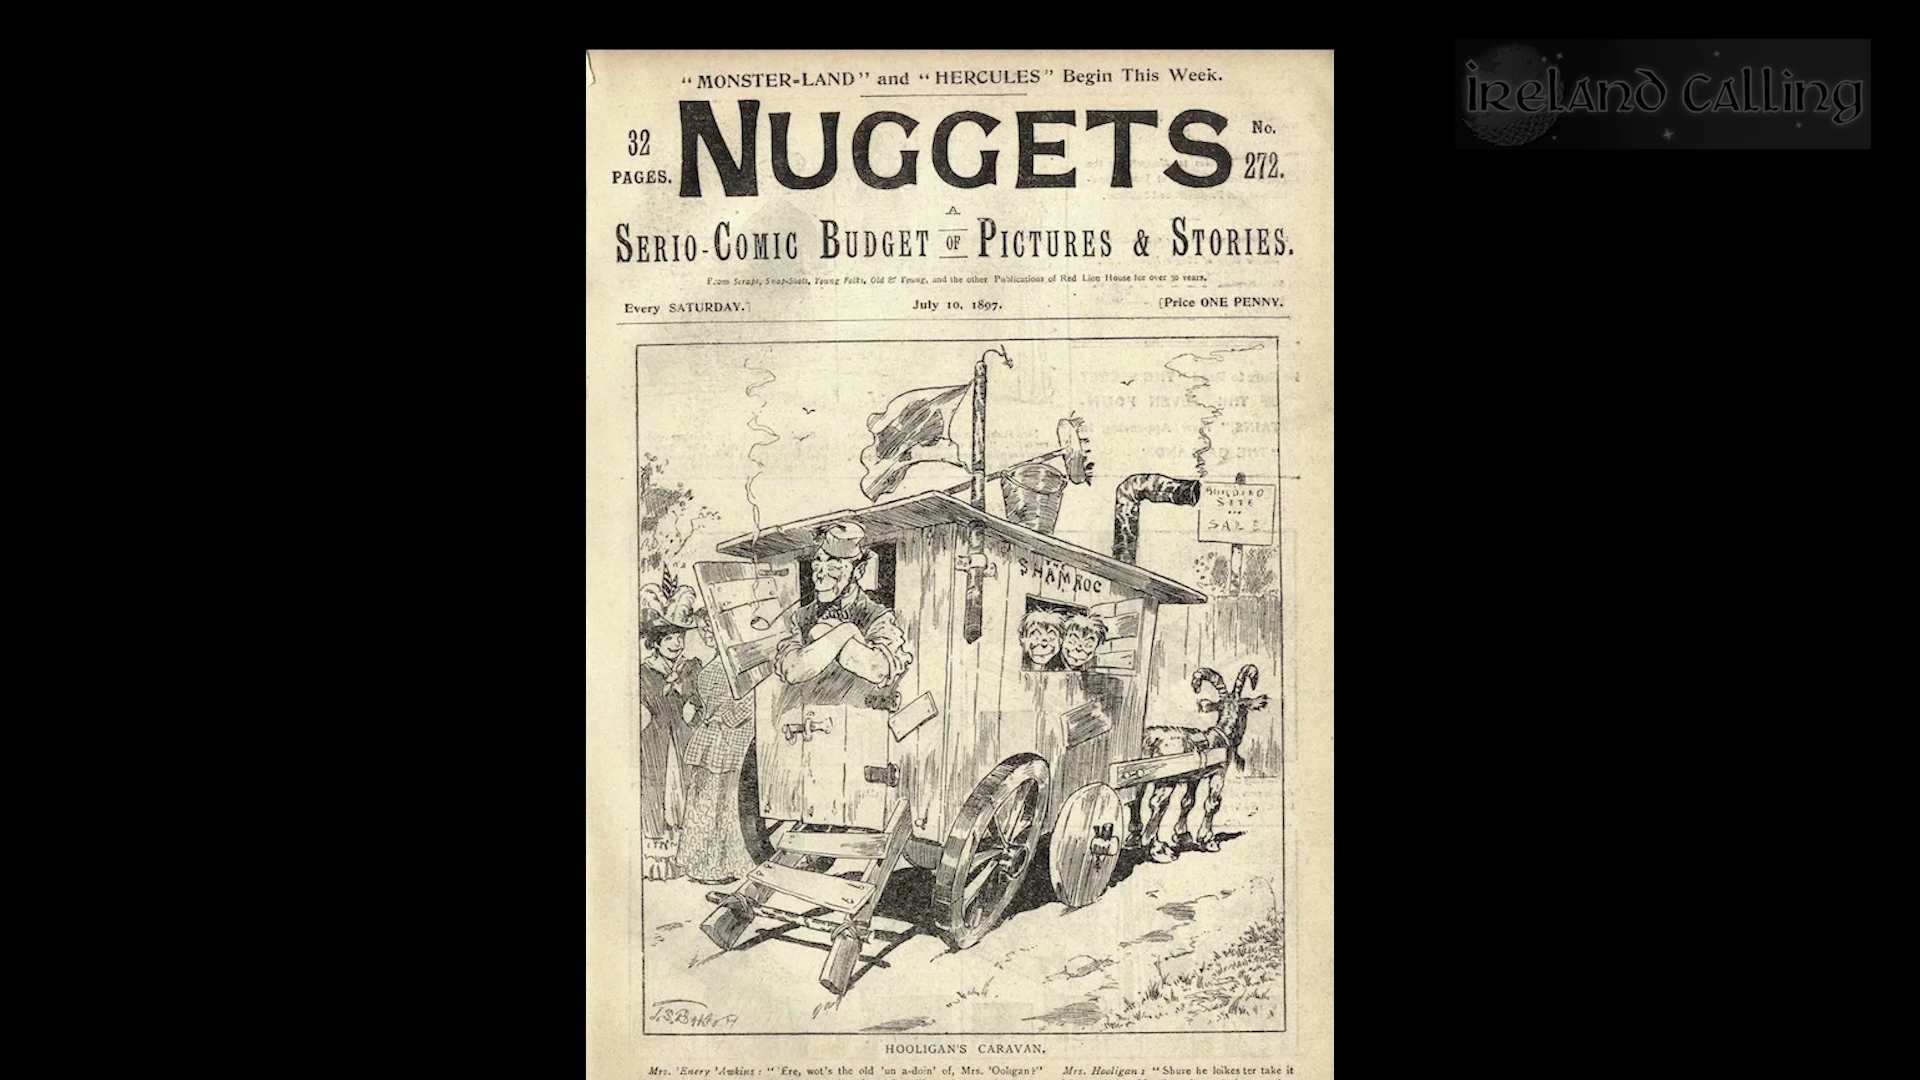 Ireland Calling
"MONSTER=LAND" and "HERCULES" Begin This Week.
32
PAGES.
NUGGETS
No.
272.
A
SERIO-COMIC BUDGET OF PICTURES & STORIES.
From Scraps, Snap-Shots, Young Folks, Old & Young, and the other Publications of Red Lion House for over 30 years.
Every SATURDAY.]
July 10, 1897.
[Price ONE PENNY.
BUILDING
SITE
SALE
SHAMROC
HOOLIGAN'S CARAVAN.
Mrs. 'Enery 'Awkins: "'Ere, wot's the old 'un a-doin' of, Mrs. 'Ooligan?"
Mrs. Hooligan: "Shure he loikes ter take it